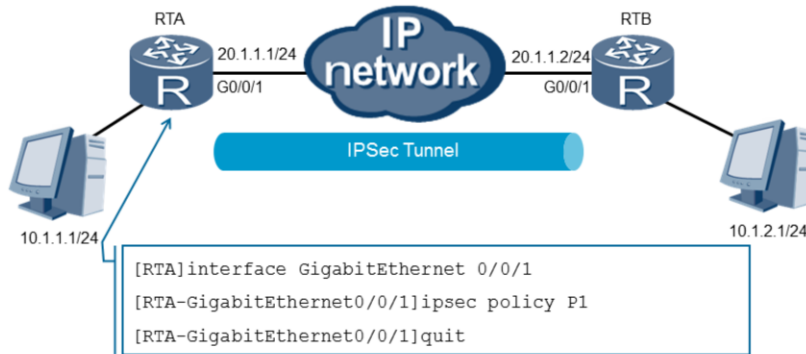 RTA
RTB
IP
network
20.1.1.1/24
20.1.1.2/24
G0/0/1
G0/0/1
R
R
IPSec Tunnel
10.1.1.1/24
10.1.2.1/24
[RTA]interface GigabitEthernet 0/0/1
[RTA-GigabitEthernet0/0/1]ipsec policy P1
[RTA-GigabitEthernet0/0/1]quit